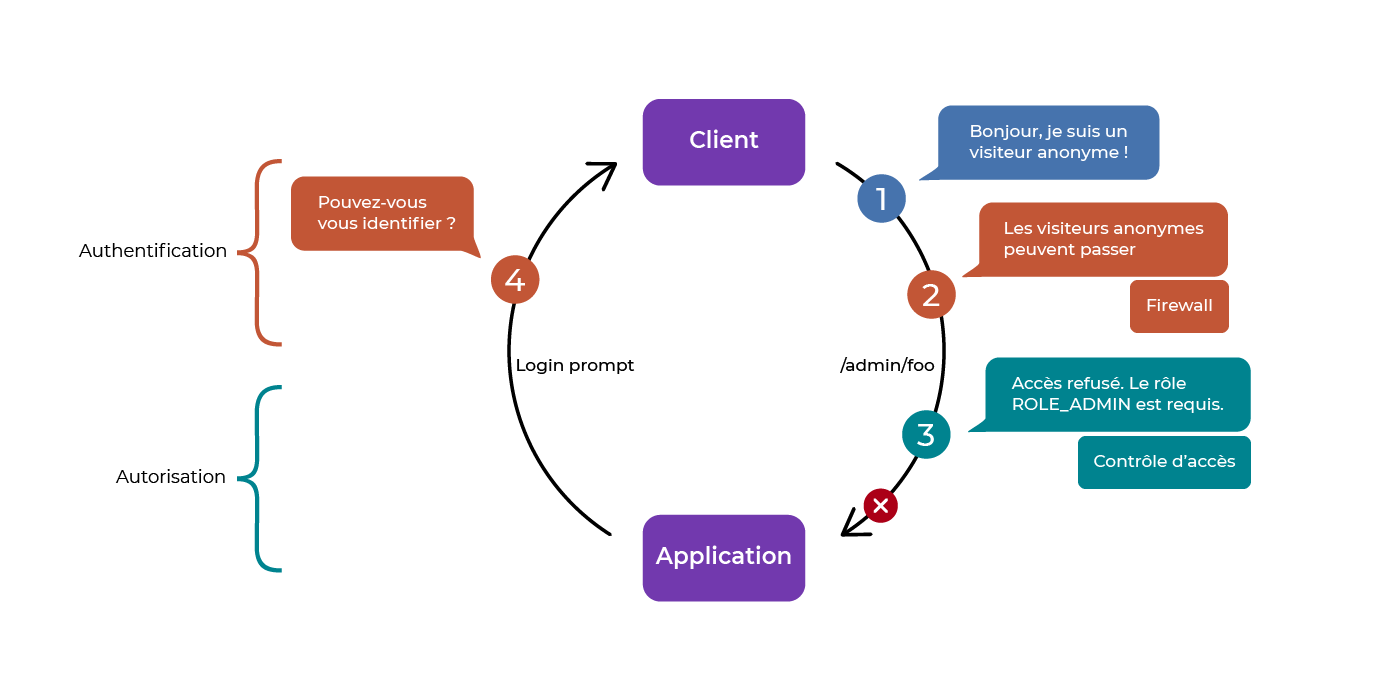 Client
1
Bonjour, je suis un
visiteur anonyme !
2
Les visiteurs anonymes
peuvent passer
Firewall
/admin/foo
3
Accès refusé. Le rôle
ROLE_ADMIN est requis.
Contrôle d’accès
Application
Login prompt
4
Pouvez-vous
vous identifier ?
Authentification
Autorisation